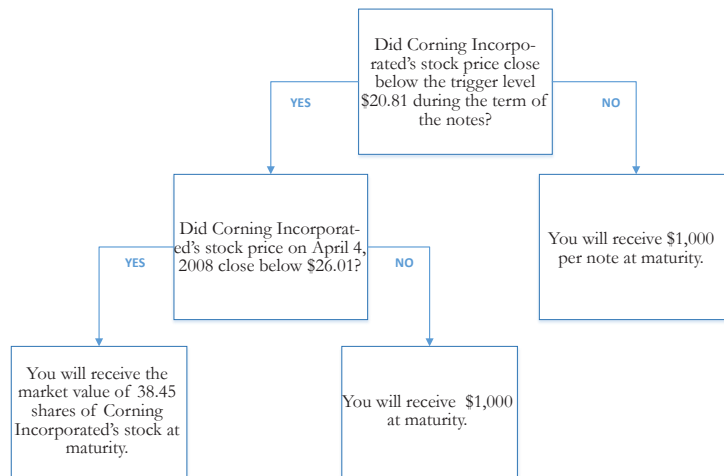 Did Corning Incorpo-
rated's stock price close
below the trigger level
$20.81 during the term of
the notes?
YES
NO
Did Corning Incorporat-
ed's stock price on April 4,
2008 close below $26.01?
You will receive $1,000
per note at maturity.
YES
NO
You will receive the
market value of 38.45
shares of Corning
Incorporated's stock at
maturity.
You will receive $1,000
at maturity.